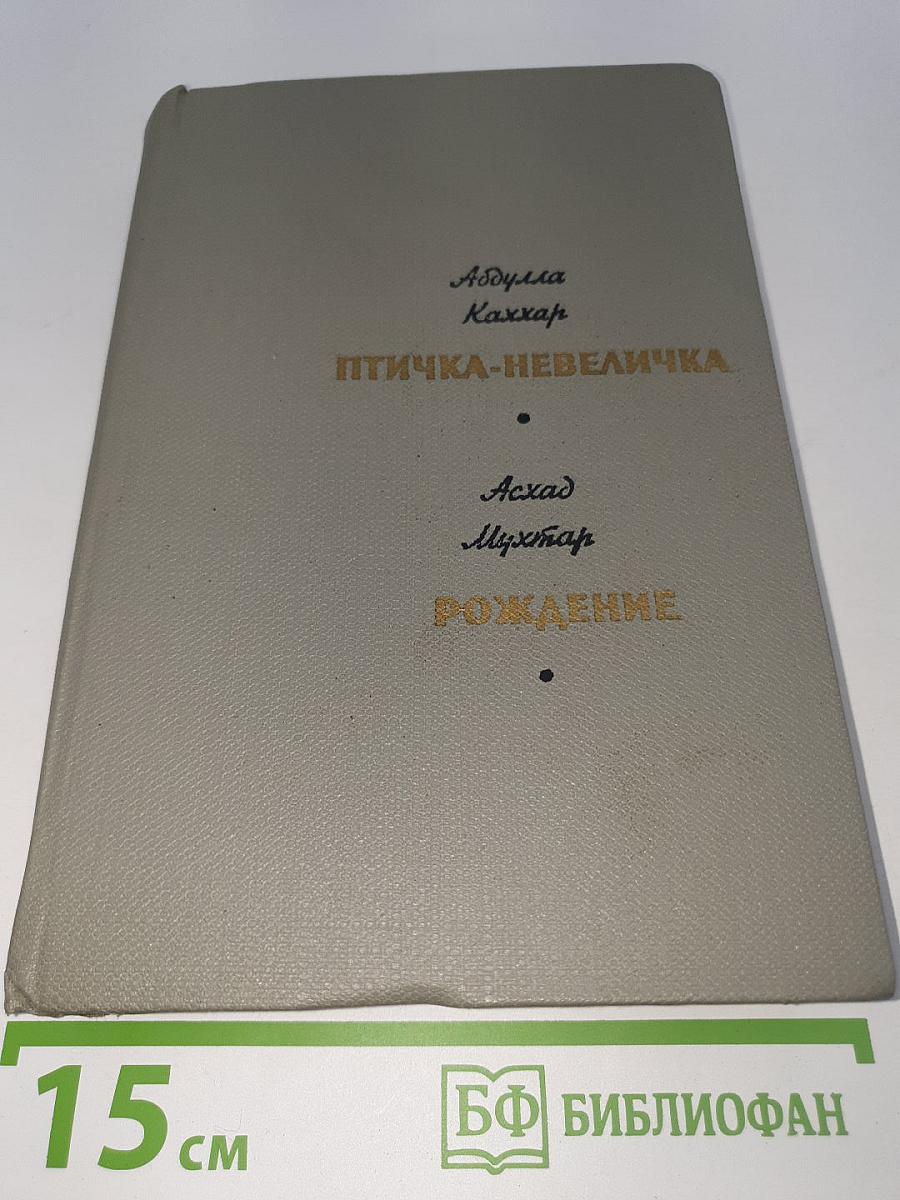 Абдулла
Каххар
ПТИЧКА-НЕВЕЛИЧКА
Асхад
Мухтар
РОЖДЕНИЕ
15 см
БФ БИБЛИОФАН